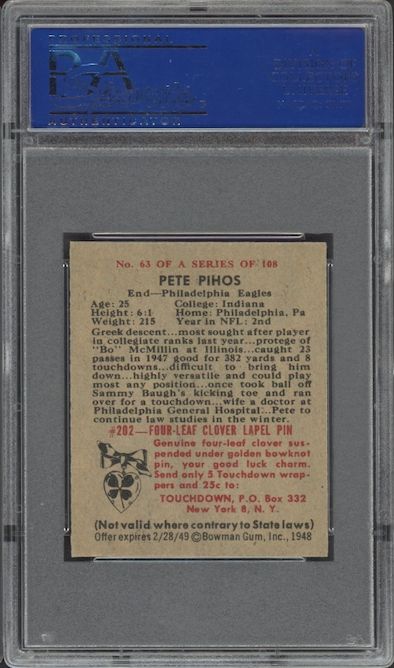 PROFESSIONAL
PSA
AUTHENTICATOR
No. 63 OF A SERIES OF 108
PETE PIHOS
End—Philadelphia Eagles
Age: 25 College: Indiana
Height: 6:1 Home: Philadelphia, Pa
Weight: 215 Year in NFL: 2nd
Greek descent...most sought after player
in collegiate ranks last year...protege of
"Bo" McMillin at Illinois...caught 23
passes in 1947 good for 382 yards and 8
touchdowns...difficult to bring him
down...highly versatile and could play
most any position...once took ball off
Sammy Baugh's kicking toe and ran
over for a touchdown...wife a doctor at
Philadelphia General Hospital...Pete to
continue law studies in the winter.
#202—FOUR-LEAF CLOVER LAPEL PIN
Genuine four-leaf clover sus-
pended under golden bowknot
pin, your good luck charm.
Send only 5 Touchdown wrap-
pers and 25c to:
TOUCHDOWN, P.O. Box 332
New York 8, N. Y.
(Not valid where contrary to State laws)
Offer expires 2/28/49 ©Bowman Gum, Inc., 1948